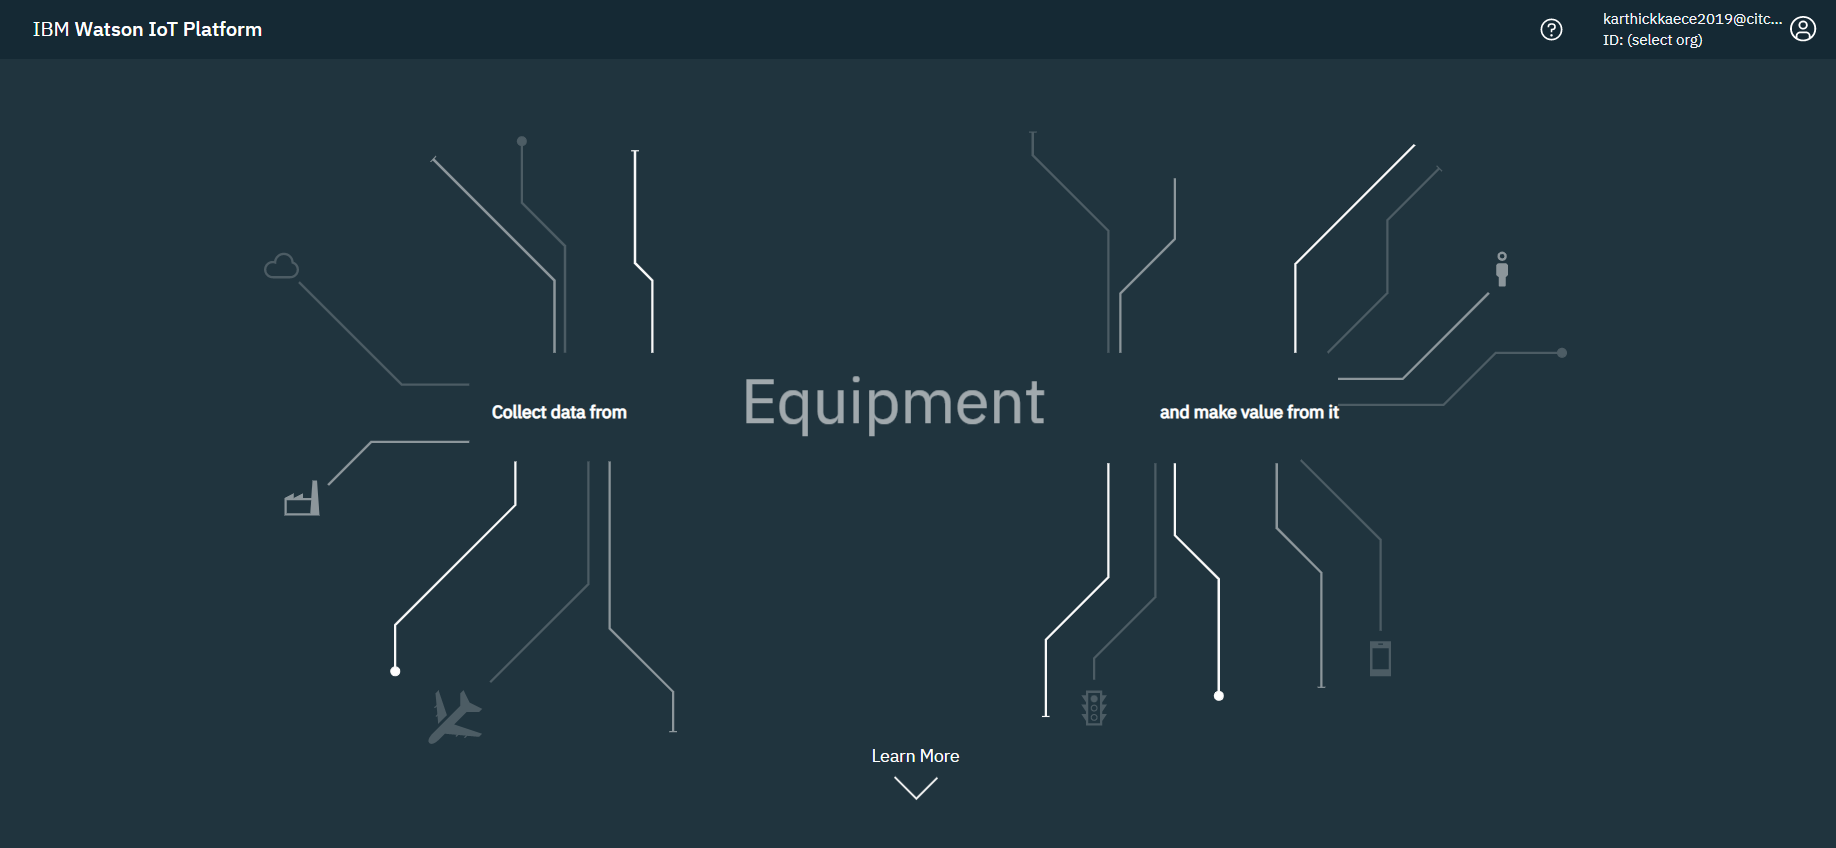 IBM Watson IoT Platform
karthickkaece2019@citc...
ID: (select org)
Collect data from
Equipment
and make value from it
Learn More